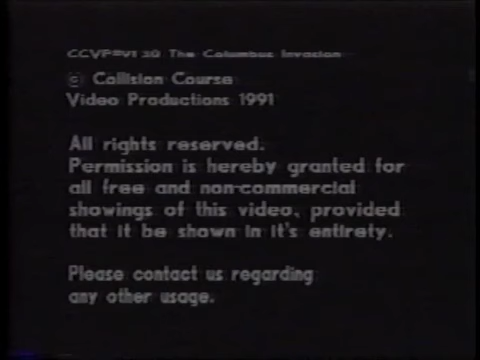 CCVP#91.30 The Columbus Invasion
© Collision Course
Video Productions 1991
All rights reserved.
Permission is hereby granted for
all free and non-commercial
showings of this video, provided
that it be shown in it's entirety.
Please contact us regarding
any other usage.